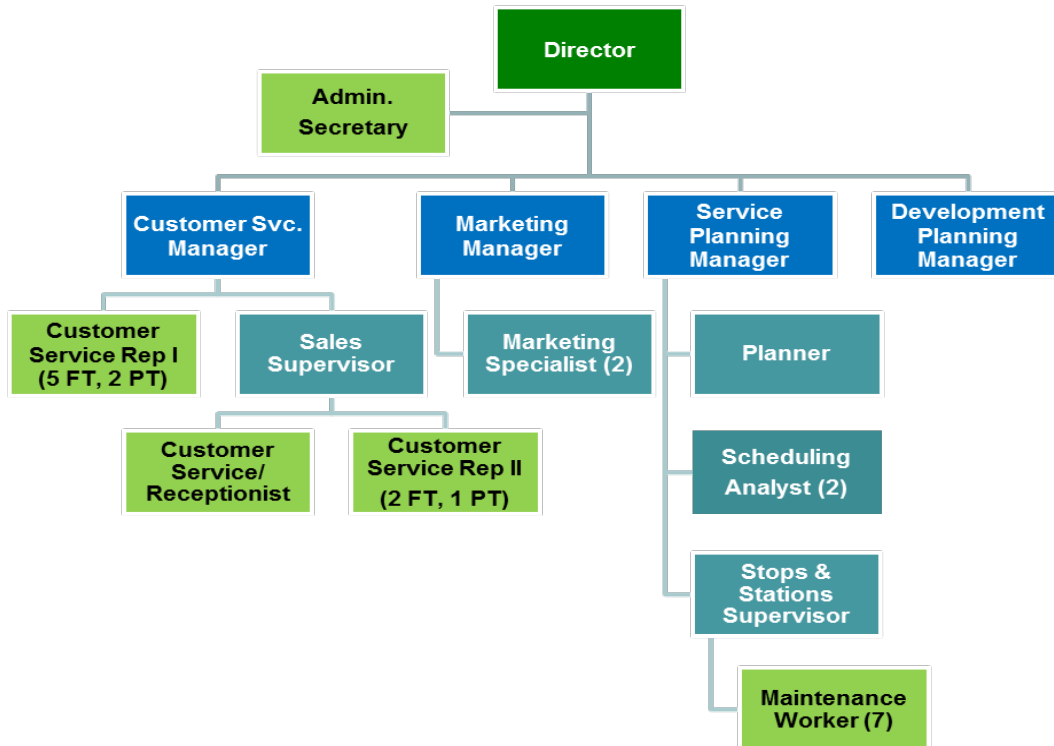 Director
Admin.
Secretary
Customer Svc.
Manager
Marketing
Manager
Service
Planning
Manager
Development
Planning
Manager
Customer
Service Rep I
(5 FT, 2 PT)
Sales
Supervisor
Marketing
Specialist (2)
Planner
Customer
Service/
Receptionist
Customer
Service Rep II
(2 FT, 1 PT)
Scheduling
Analyst (2)
Stops &
Stations
Supervisor
Maintenance
Worker (7)